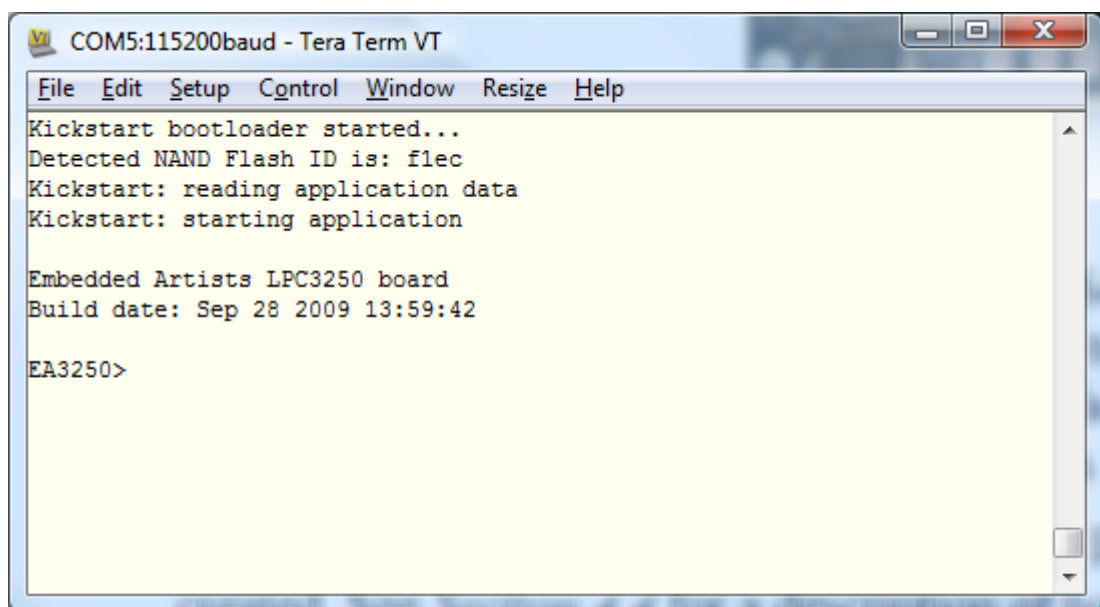 COM5:115200baud - Tera Term VT
File Edit Setup Control Window Resize Help
Kickstart bootloader started...
Detected NAND Flash ID is: f1ec
Kickstart: reading application data
Kickstart: starting application
Embedded Artists LPC3250 board
Build date: Sep 28 2009 13:59:42
EA3250>